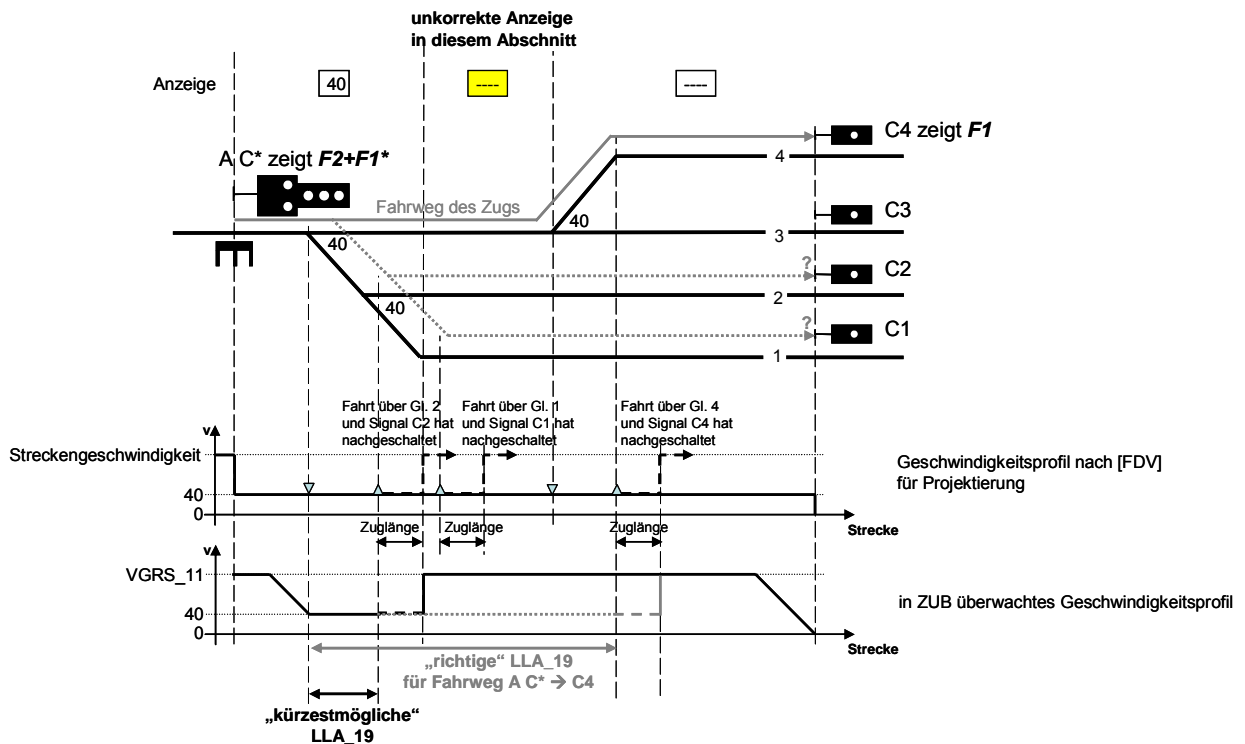 unkorrekte Anzeige
in diesem Abschnitt
Anzeige
40
----
----
A C* zeigt F2+F1*
C4 zeigt F1
4
Fahrweg des Zugs
C3
40
40
3
?
C2
40
2
?
C1
1
Fahrt über Gl. 2
und Signal C2 hat
nachgeschaltet
Fahrt über Gl. 1
und Signal C1 hat
nachgeschaltet
Fahrt über Gl. 4
und Signal C4 hat
nachgeschaltet
v
Streckengeschwindigkeit
Geschwindigkeitsprofil nach [FDV]
für Projektierung
40
0
Zuglänge
Zuglänge
Zuglänge
Strecke
v
VGRS_11
in ZUB überwachtes Geschwindigkeitsprofil
40
0
Strecke
„richtige“ LLA_19
für Fahrweg A C* → C4
„kürzestmögliche“
LLA_19